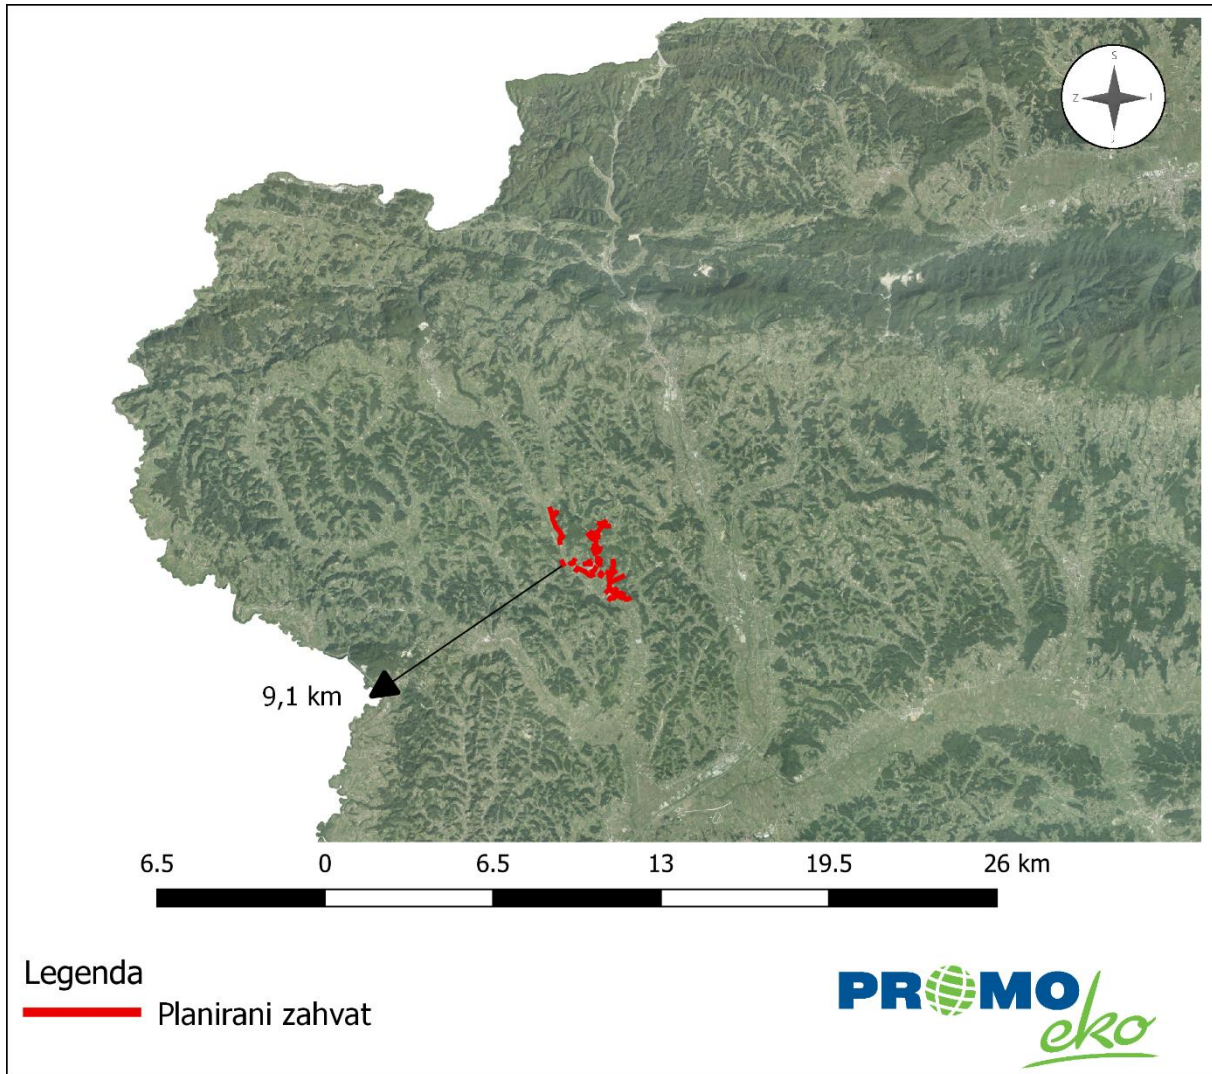 S
Z I
J
9,1 km
6.5 0 6.5 13 19.5 26 km
Legenda
Planirani zahvat
PROMO
eko